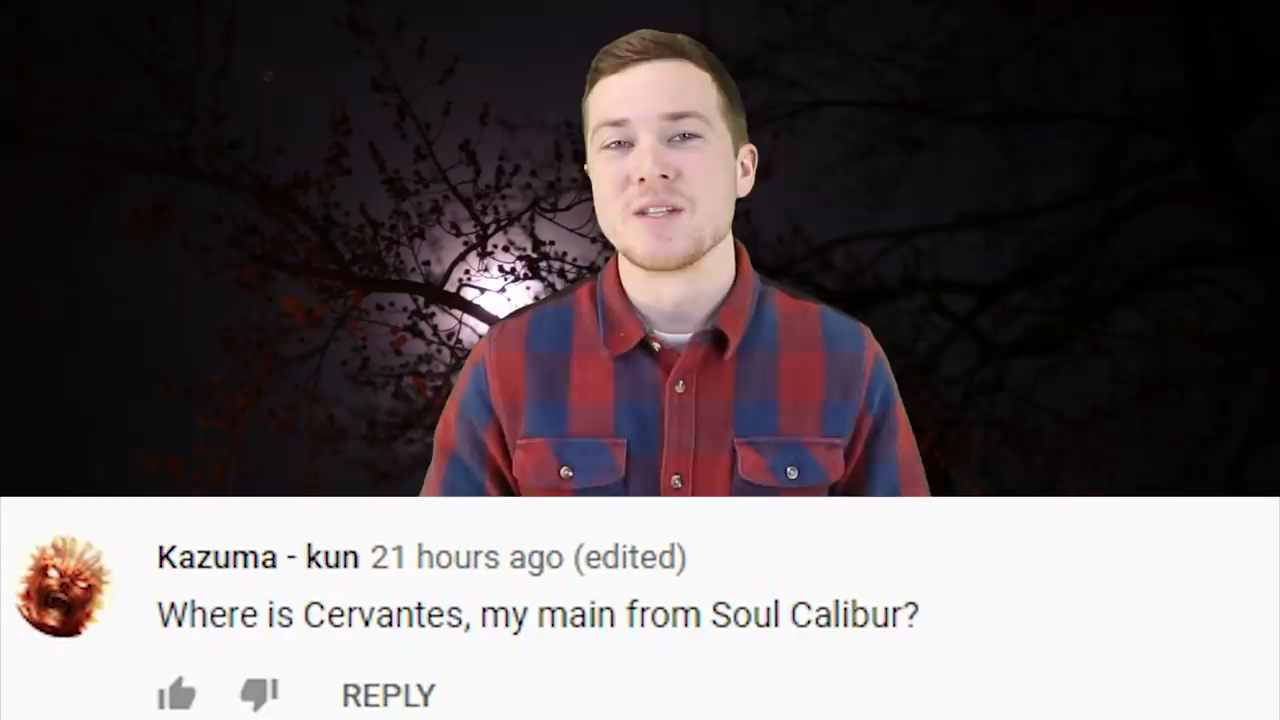 Kazuma - kun 21 hours ago (edited)
Where is Cervantes, my main from Soul Calibur?
REPLY